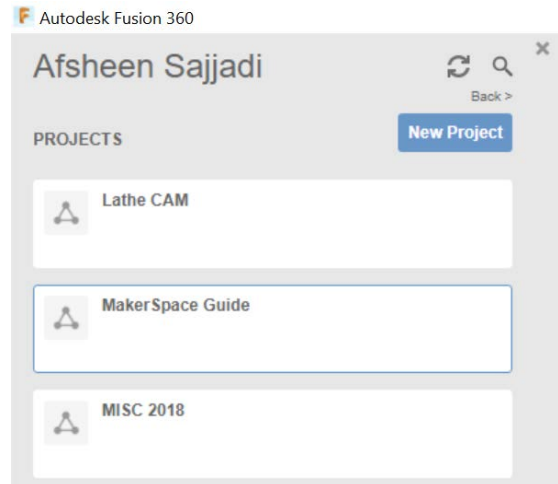 Autodesk Fusion 360
Afsheen Sajjadi
Back >
PROJECTS
New Project
Lathe CAM
MakerSpace Guide
MISC 2018